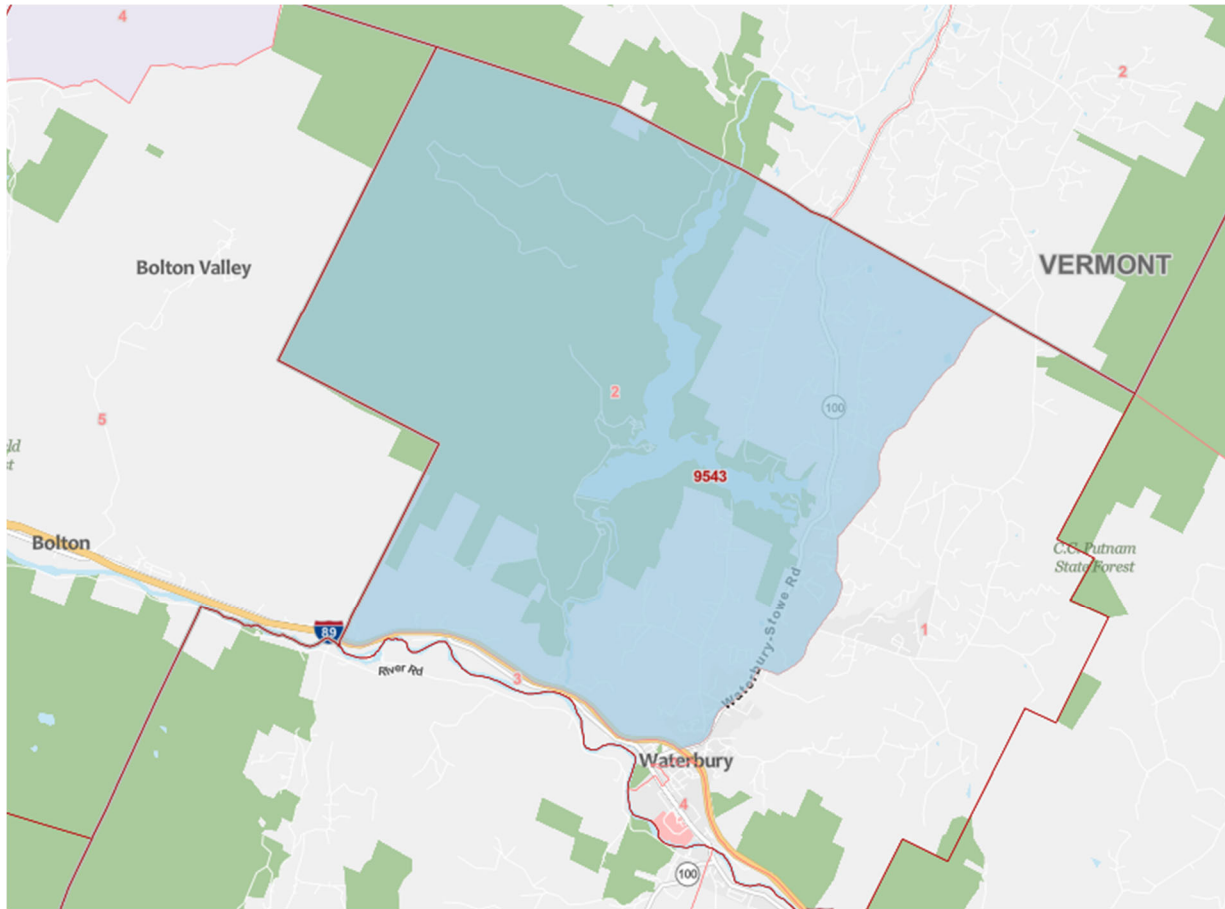 4
2
VERMONT
Bolton Valley
2
100
5
9543
Bolton
C.C. Putnam
State Forest
Waterbury-Stowe Rd
1
89
River Rd
3
Waterbury
4
100